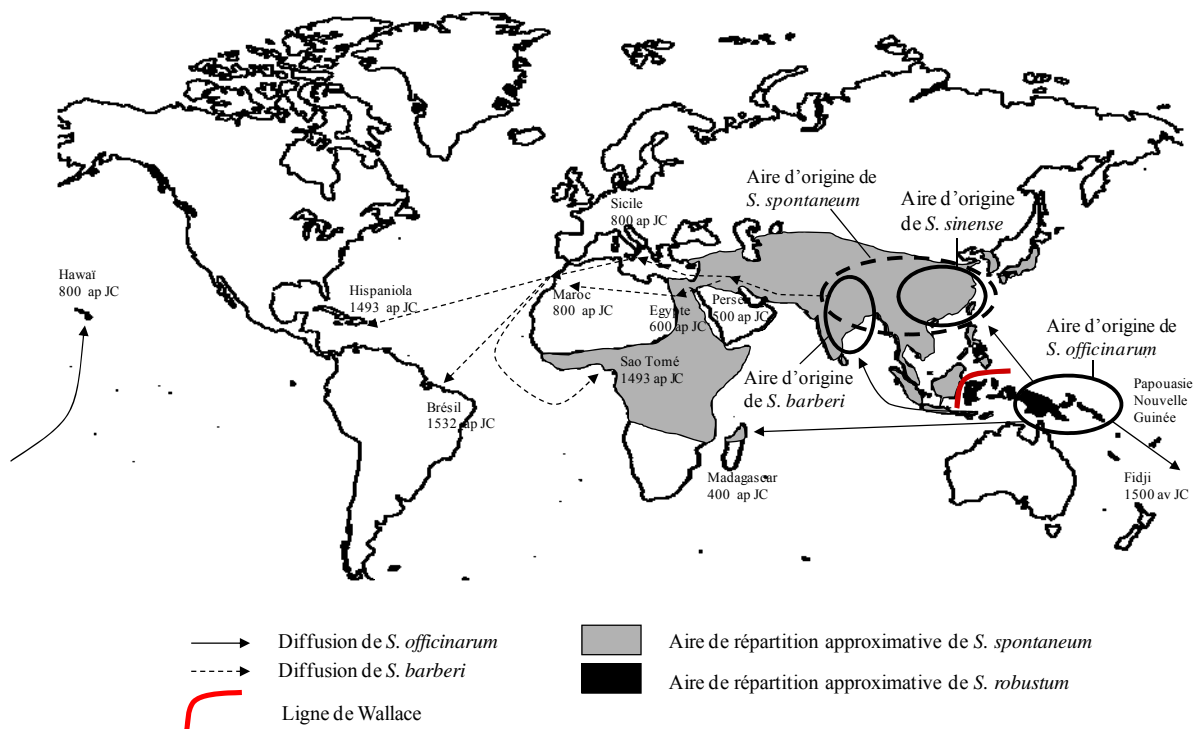 Aire d'origine de
S. spontaneum
Aire d'origine
de S. sinense
Sicile
800 ap JC
Hawaï
800 ap JC
Hispaniola
1493 ap JC
Maroc
800 ap JC
Egypte
600 ap JC
Perse
500 ap JC
Aire d'origine de
S. officinarum
Sao Tomé
1493 ap JC
Aire d'origine
de S. barberi
Papouasie
Nouvelle
Guinée
Brésil
1532 ap JC
Madagascar
400 ap JC
Fidji
1500 av JC
Diffusion de S. officinarum
Aire de répartition approximative de S. spontaneum
Diffusion de S. barberi
Aire de répartition approximative de S. robustum
Ligne de Wallace